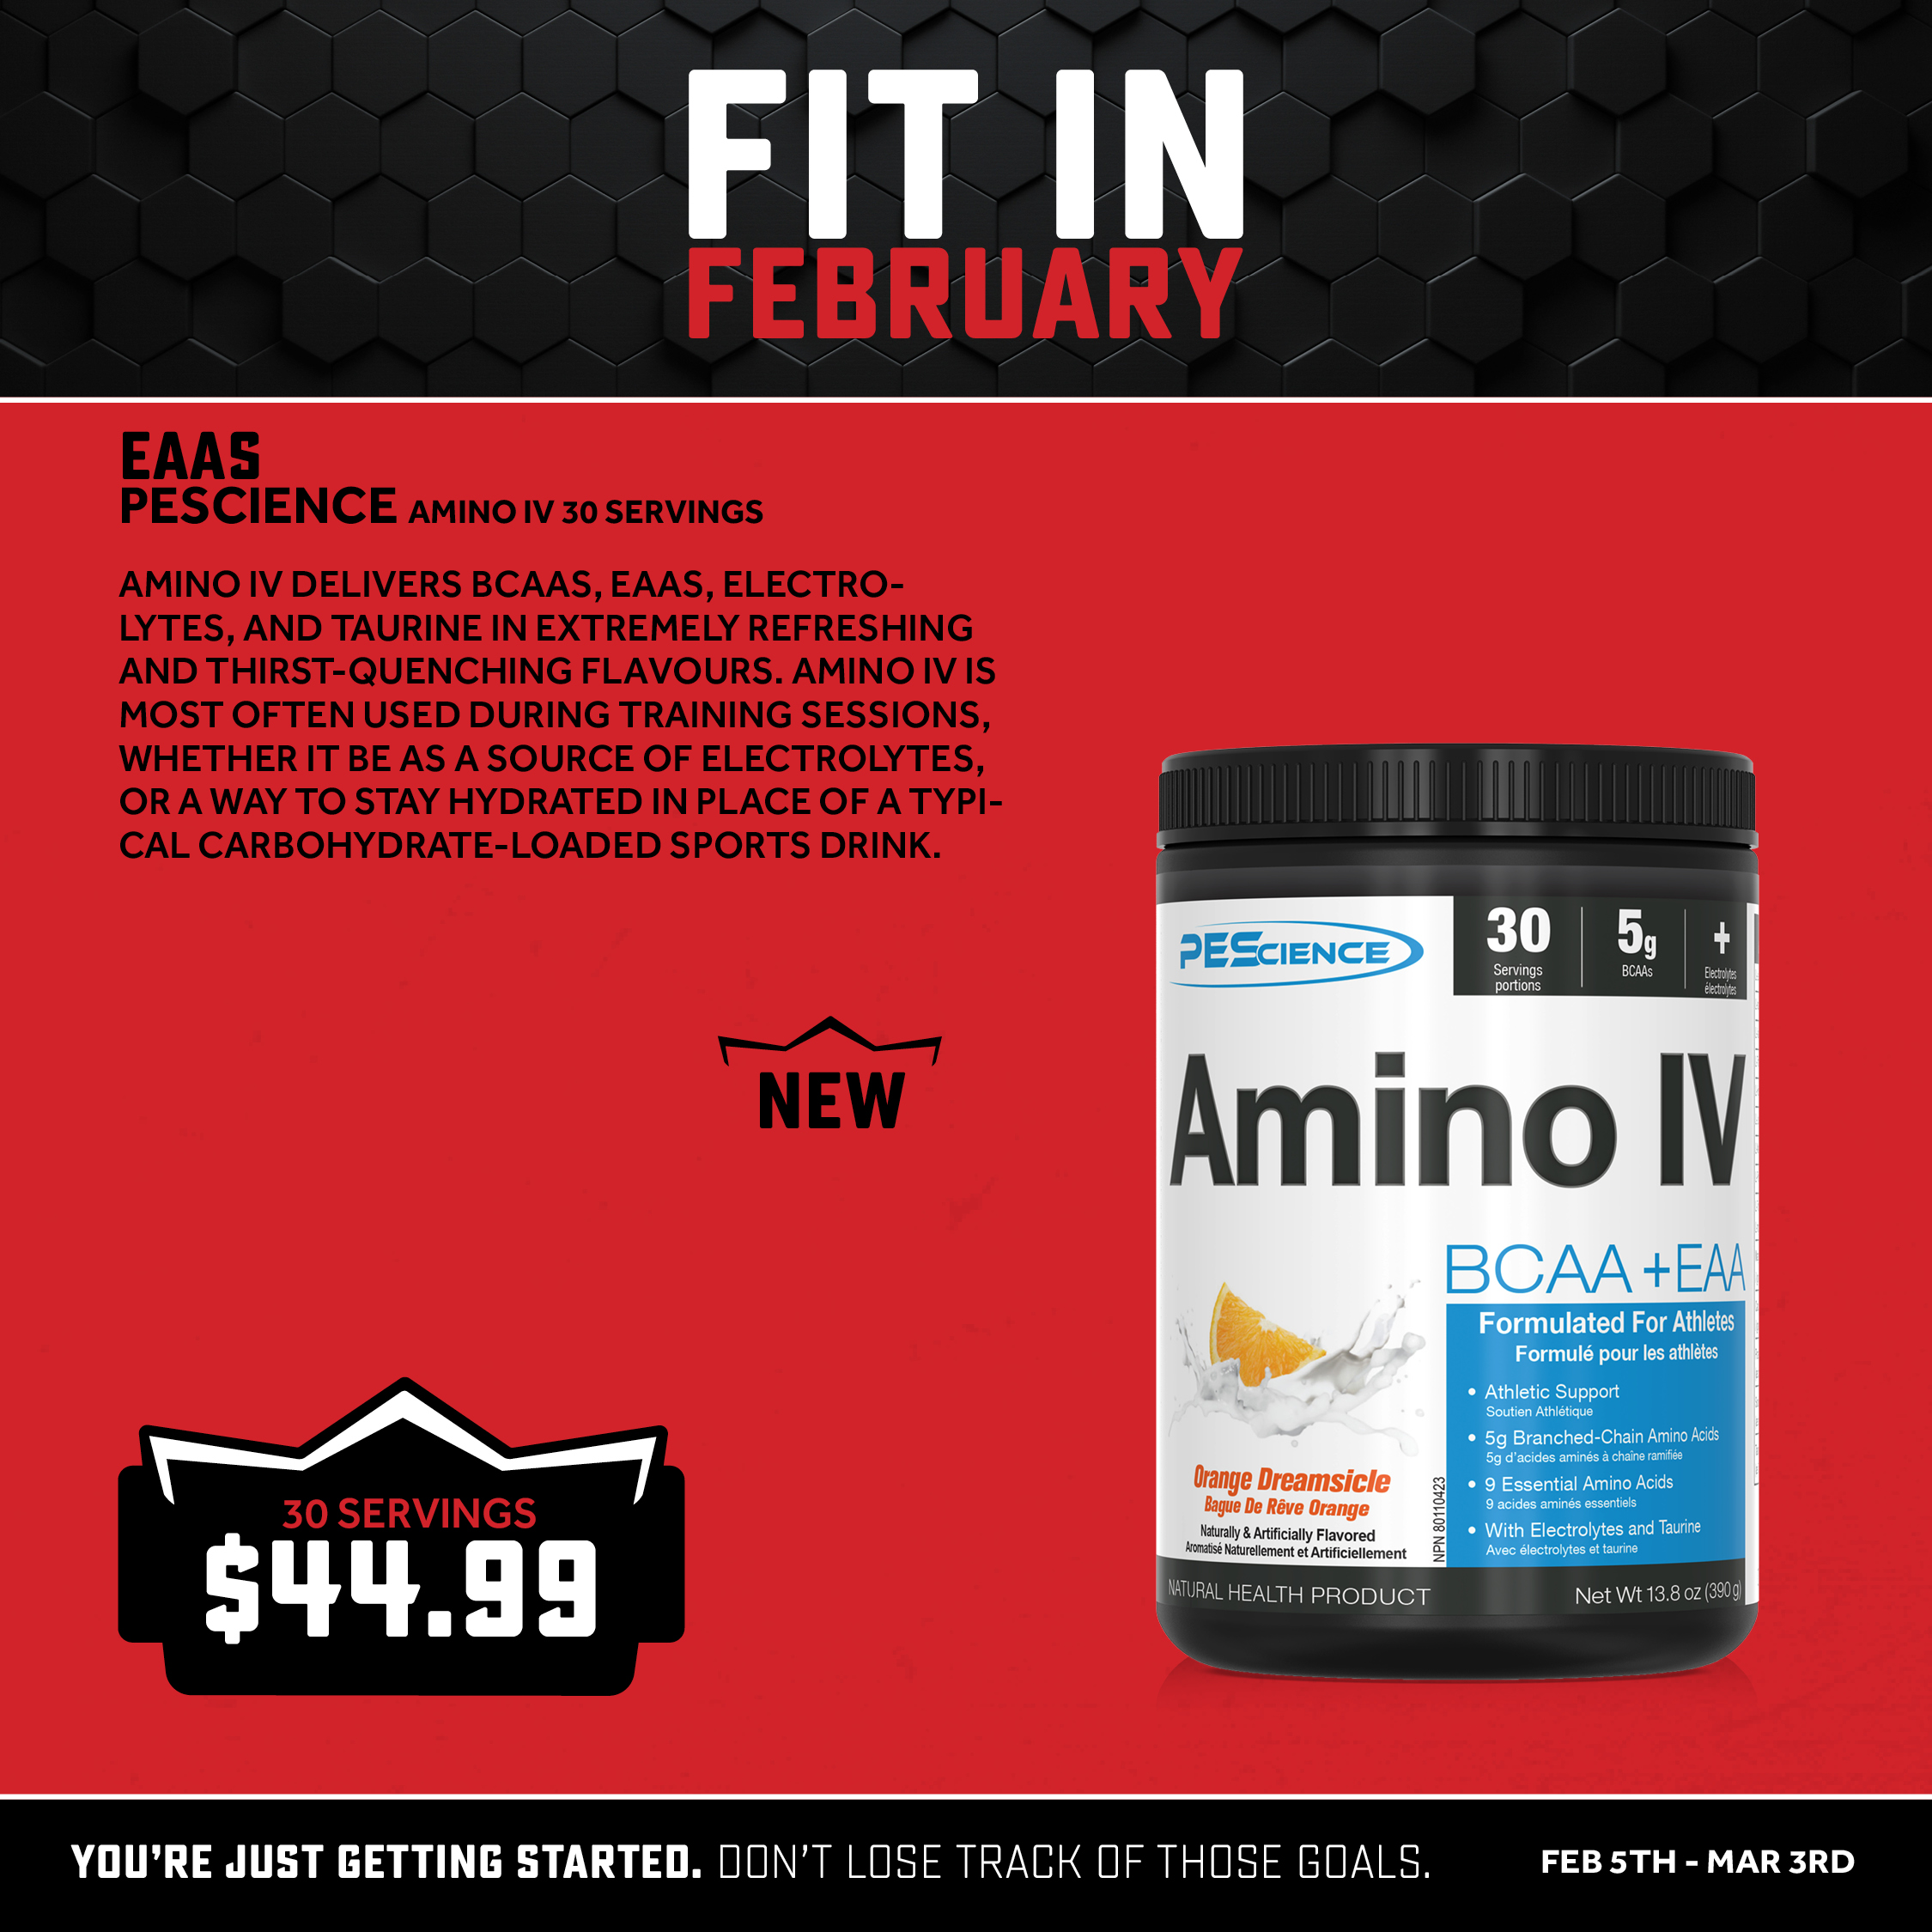 FIT IN
FEBRUARY
EAAS
PESCIENCE AMINO IV 30 SERVINGS
AMINO IV DELIVERS BCAAS, EAAS, ELECTRO-
LYTES, AND TAURINE IN EXTREMELY REFRESHING
AND THIRST-QUENCHING FLAVOURS. AMINO IV IS
MOST OFTEN USED DURING TRAINING SESSIONS,
WHETHER IT BE AS A SOURCE OF ELECTROLYTES,
OR A WAY TO STAY HYDRATED IN PLACE OF A TYPI-
CAL CARBOHYDRATE-LOADED SPORTS DRINK.
NEW
30 SERVINGS
$44.99
PESCIENCE
30
Servings
portions
5g
BCAAs
+
Electrolytes
électrolytes
Amino IV
BCAA +EAA
Formulated For Athletes
Formulé pour les athlètes
• Athletic Support
Soutien Athlétique
• 5g Branched-Chain Amino Acids
5g d'acides aminés à chaîne ramifiée
• 9 Essential Amino Acids
9 acides aminés essentiels
• With Electrolytes and Taurine
Avec électrolytes et taurine
Orange Dreamsicle
Bague De Rêve Orange
Naturally & Artificially Flavored
Aromatisé Naturellement et Artificiellement
NPN 80110423
NATURAL HEALTH PRODUCT
Net Wt 13.8 oz (390 g)
YOU'RE JUST GETTING STARTED. DON'T LOSE TRACK OF THOSE GOALS.
FEB 5TH - MAR 3RD